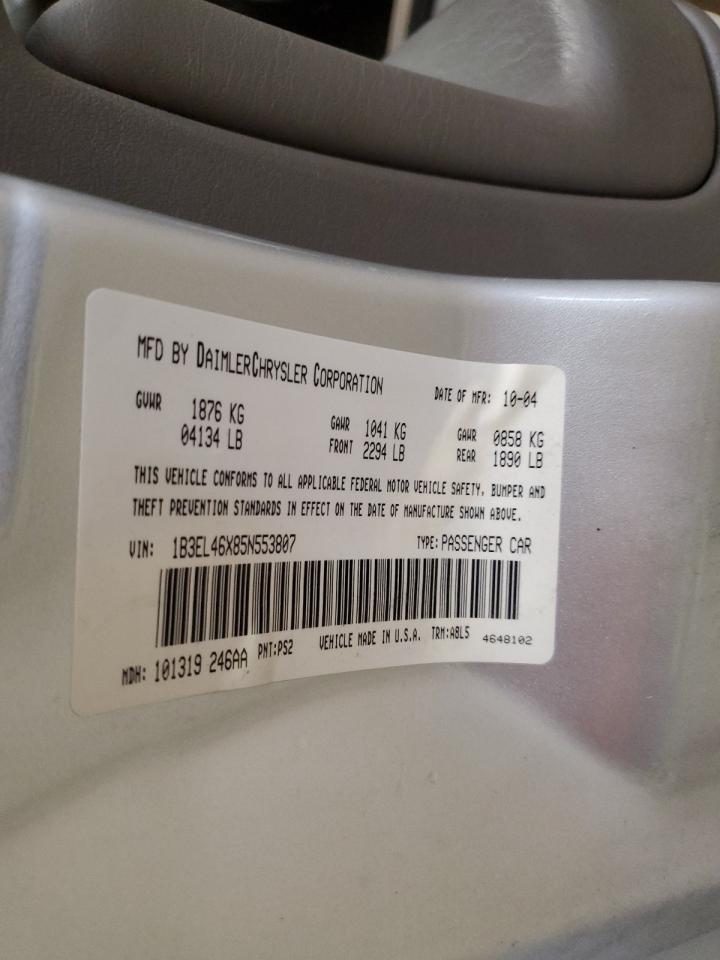 MFD BY DAIMLERCHRYSLER CORPORATION
DATE OF MFR: 10-04
GVWR 1876 KG
04134 LB
GAWR 1041 KG
FRONT 2294 LB
GAWR 0858 KG
REAR 1890 LB
THIS VEHICLE CONFORMS TO ALL APPLICABLE FEDERAL MOTOR VEHICLE SAFETY, BUMPER AND
THEFT PREVENTION STANDARDS IN EFFECT ON THE DATE OF MANUFACTURE SHOWN ABOVE.
VIN: 1B3EL46X85N553807 TYPE: PASSENGER CAR
MDH: 101319 246AA PNT:PS2 VEHICLE MADE IN U.S.A. TRM:A8L5 4648102